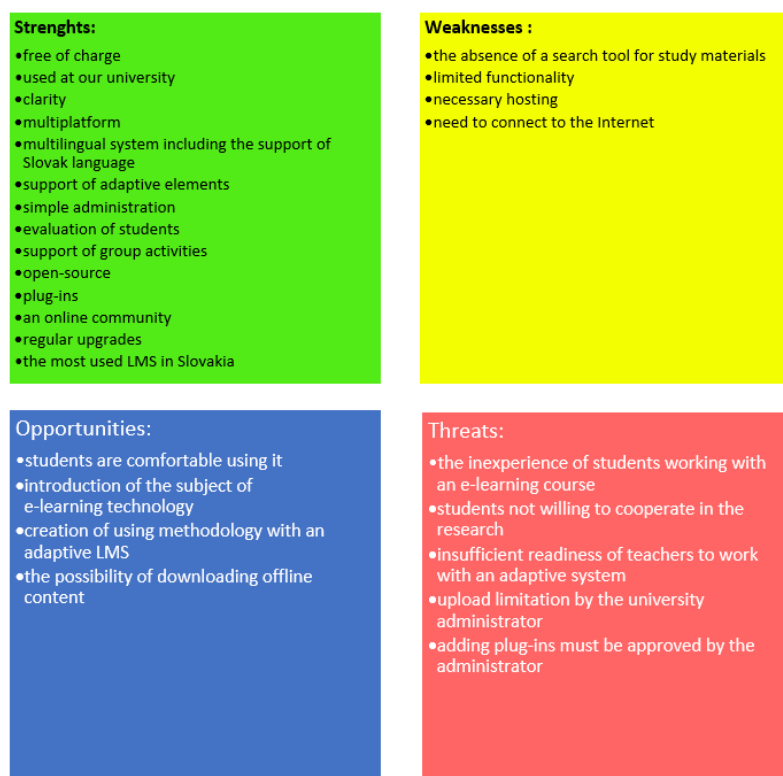 Strenghts:
•free of charge
•used at our university
•clarity
•multiplatform
•multilingual system including the support of
Slovak language
•support of adaptive elements
•simple administration
•evaluation of students
•support of group activities
•open-source
•plug-ins
•an online community
•regular upgrades
•the most used LMS in Slovakia
Weaknesses :
•the absence of a search tool for study materials
•limited functionality
•necessary hosting
•need to connect to the Internet
Opportunities:
•students are comfortable using it
•introduction of the subject of
e-learning technology
•creation of using methodology with an
adaptive LMS
•the possibility of downloading offline
content
Threats:
•the inexperience of students working with
an e-learning course
•students not willing to cooperate in the
research
•insufficient readiness of teachers to work
with an adaptive system
•upload limitation by the university
administrator
•adding plug-ins must be approved by the
administrator